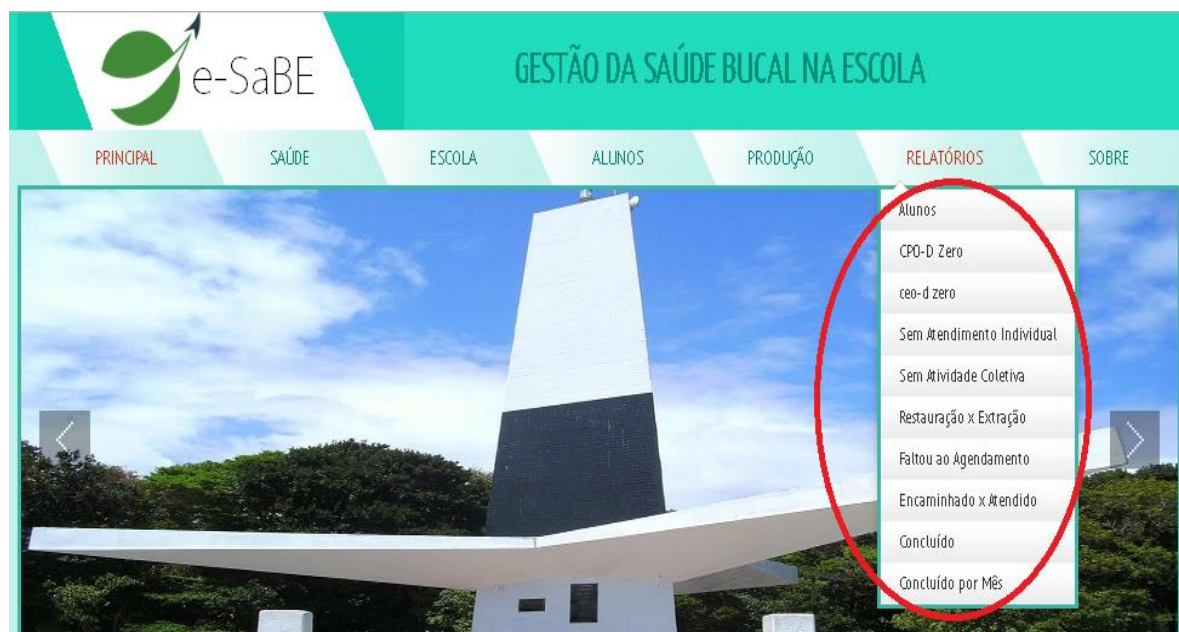 e-SaBE
GESTÃO DA SAÚDE BUCAL NA ESCOLA
PRINCIPAL SAÚDE ESCOLA ALUNOS PRODUÇÃO RELATÓRIOS SOBRE
Alunos
CPO-D Zero
ceo-d zero
Sem Atendimento Individual
Sem Atividade Coletiva
Restauração x Extração
Faltou ao Agendamento
Encaminhado x Atendido
Concluído
Concluído por Mês